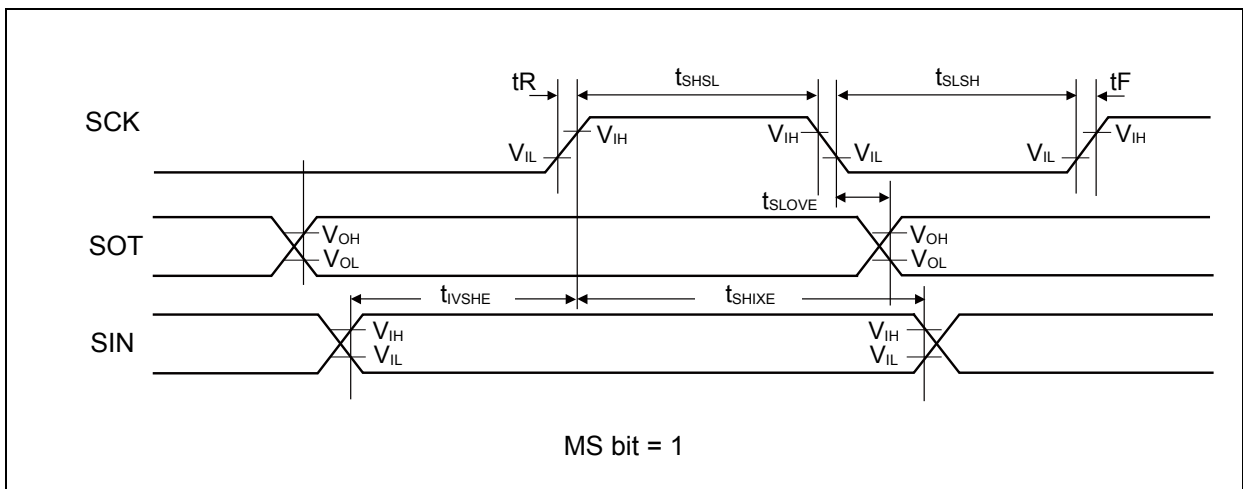 tR
tSHSL
tSLSH
tF
SCK
VIH
VIH
VIH
VIL
VIL
VIL
tSLOVE
SOT
VOH
VOH
VOL
VOL
tIVSHE
tSHIXE
SIN
VIH
VIH
VIL
VIL
MS bit = 1